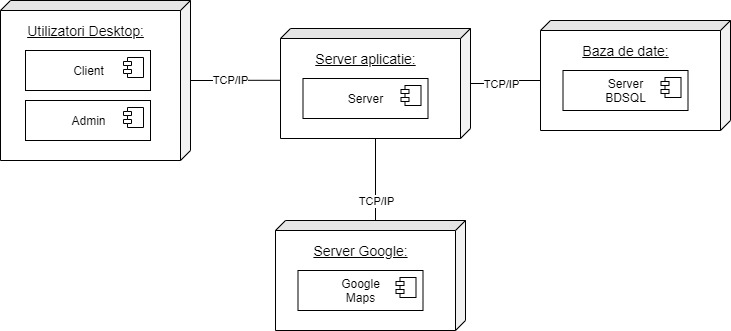 Utilizatori Desktop:
Client
Admin
TCP/IP
Server aplicatie:
Server
TCP/IP
Baza de date:
Server
BDSQL
TCP/IP
Server Google:
Google
Maps